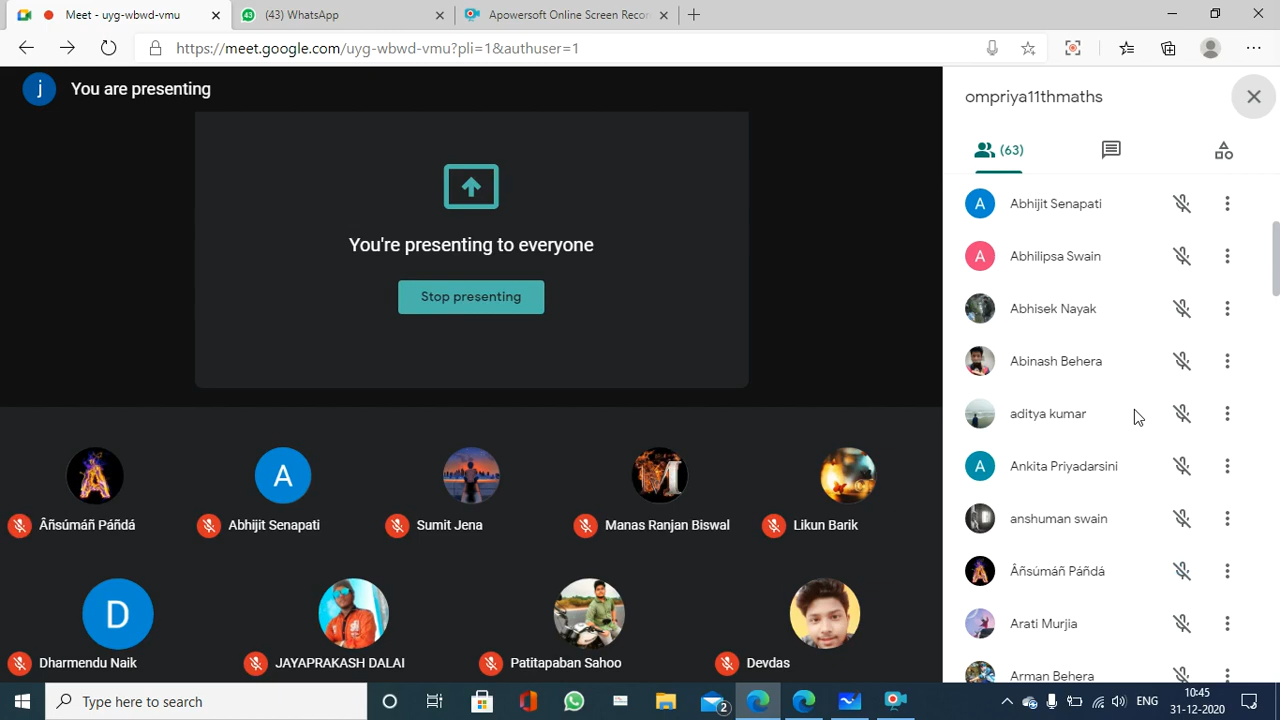 Meet - uyg-wbwd-vmu
(43) WhatsApp
Apowersoft Online Screen Recor
https://meet.google.com/uyg-wbwd-vmu?pli=1&authuser=1
j
You are presenting
You're presenting to everyone
Stop presenting
ompriya11thmaths
(63)
A Abhijit Senapati
A Abhilipsa Swain
Abhisek Nayak
Abinash Behera
aditya kumar
A Ankita Priyadarsini
anshuman swain
Âñsúmáñ Páñdá
Arati Murjia
Arman Behera
A
Âñsúmáñ Páñdá
Abhijit Senapati
Sumit Jena
Manas Ranjan Biswal
Likun Barik
D
Dharmendu Naik
JAYAPRAKASH DALAI
Patitapaban Sahoo
Devdas
Type here to search
2
ENG
10:45
31-12-2020